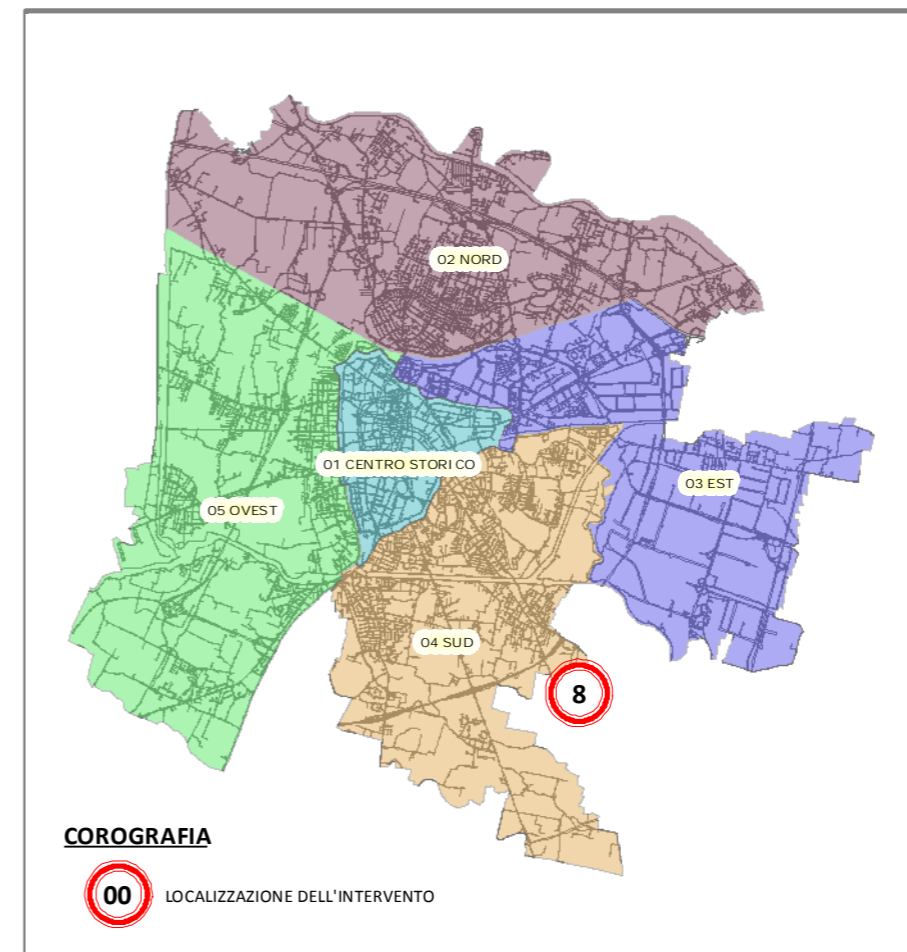 02 NORD
01 CENTRO STORICO
03 EST
05 OVEST
04 SUD
8
COROGRAFIA
00 LOCALIZZAZIONE DELL'INTERVENTO